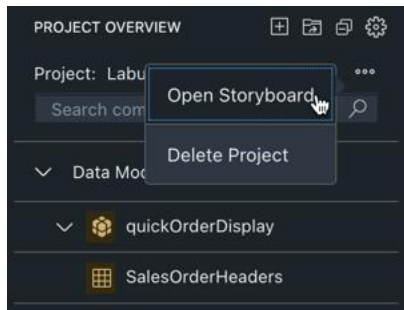 PROJECT OVERVIEW
Project: Labu
Open Storyboard
Search com
Delete Project
Data Mod
quickOrderDisplay
SalesOrderHeaders